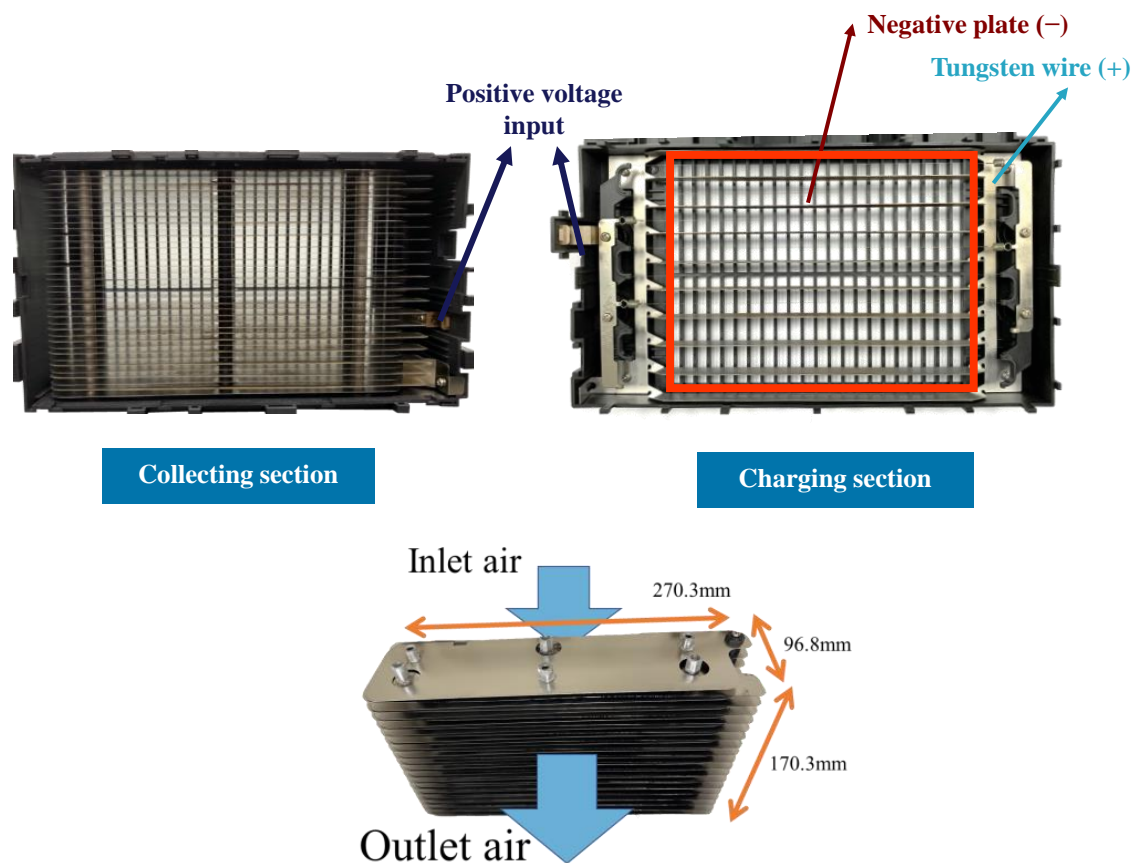 Negative plate (−)
Tungsten wire (+)
Positive voltage
input
Collecting section
Charging section
Inlet air
270.3mm
96.8mm
170.3mm
Outlet air